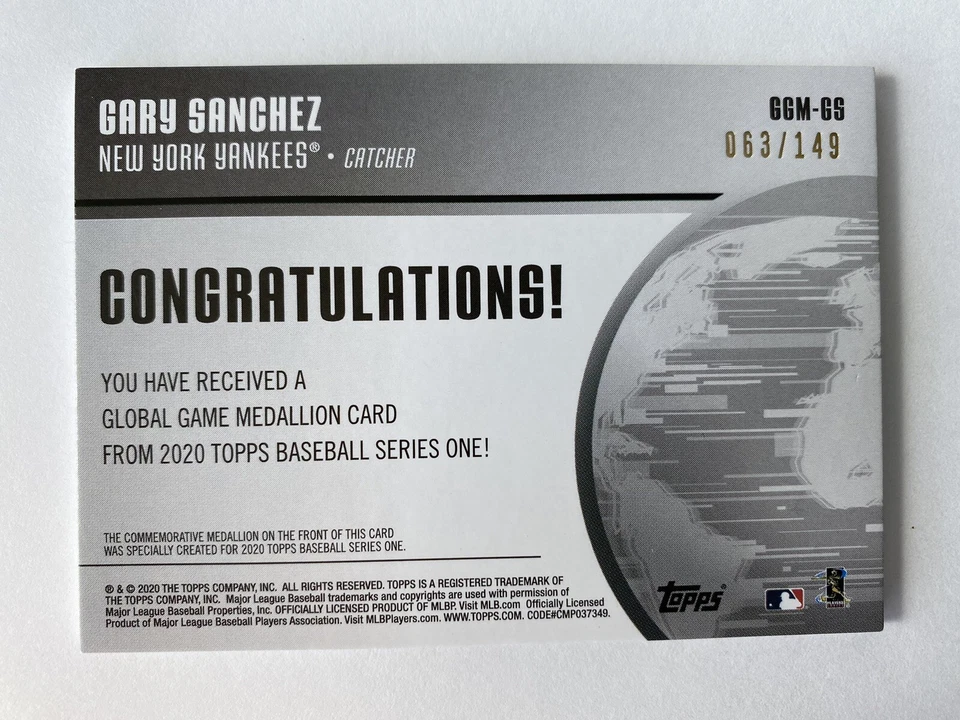 GARY SANCHEZ
NEW YORK YANKEES® • CATCHER
GGM-GS
063/149
CONGRATULATIONS!
YOU HAVE RECEIVED A
GLOBAL GAME MEDALLION CARD
FROM 2020 TOPPS BASEBALL SERIES ONE!
THE COMMEMORATIVE MEDALLION ON THE FRONT OF THIS CARD
WAS SPECIALLY CREATED FOR 2020 TOPPS BASEBALL SERIES ONE.
® & © 2020 THE TOPPS COMPANY, INC. ALL RIGHTS RESERVED. TOPPS IS A REGISTERED TRADEMARK OF
THE TOPPS COMPANY, INC. Major League Baseball trademarks and copyrights are used with permission of
Major League Baseball Properties, Inc. OFFICIALLY LICENSED PRODUCT OF MLBP. Visit MLB.com Officially Licensed
Product of Major League Baseball Players Association. Visit MLBPlayers.com. WWW.TOPPS.COM. CODE#CMP037349.
Topps